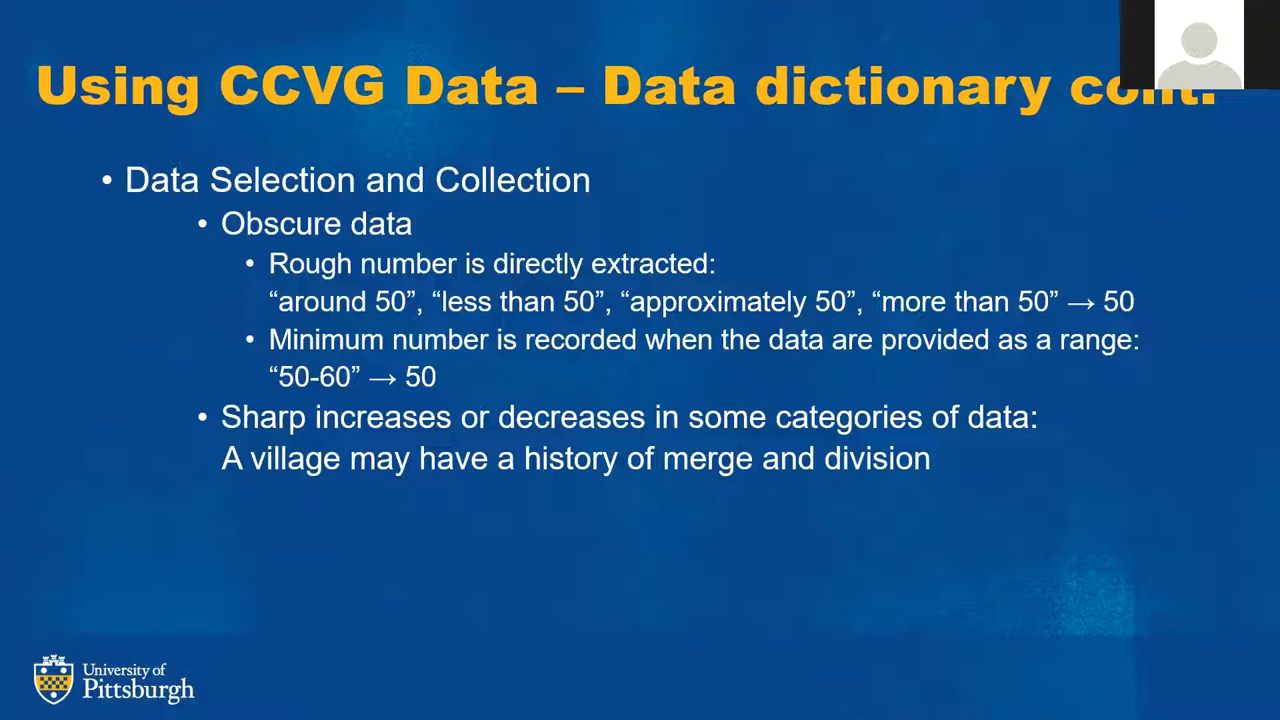 Using CCVG Data – Data dictionary cont.
• Data Selection and Collection
• Obscure data
• Rough number is directly extracted:
“around 50”, “less than 50”, “approximately 50”, “more than 50” → 50
• Minimum number is recorded when the data are provided as a range:
“50-60” → 50
• Sharp increases or decreases in some categories of data:
A village may have a history of merge and division
University of
Pittsburgh